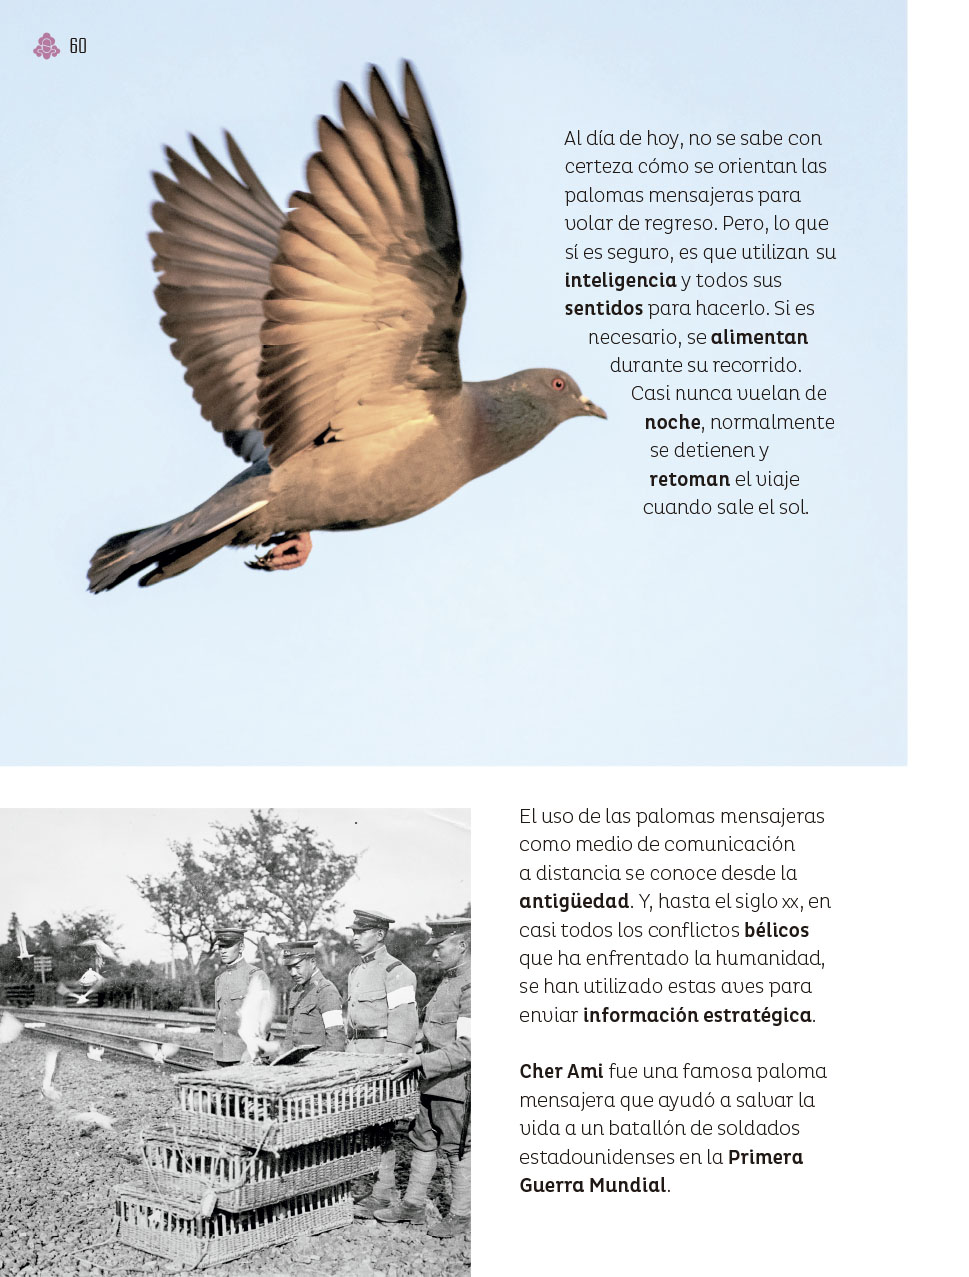 60
Al día de hoy, no se sabe con
certeza cómo se orientan las
palomas mensajeras para
volar de regreso. Pero, lo que
sí es seguro, es que utilizan su
inteligencia y todos sus
sentidos para hacerlo. Si es
necesario, se alimentan
durante su recorrido.
Casi nunca vuelan de
noche, normalmente
se detienen y
retoman el viaje
cuando sale el sol.
El uso de las palomas mensajeras
como medio de comunicación
a distancia se conoce desde la
antigüedad. Y, hasta el siglo xx, en
casi todos los conflictos bélicos
que ha enfrentado la humanidad,
se han utilizado estas aves para
enviar información estratégica.
Cher Ami fue una famosa paloma
mensajera que ayudó a salvar la
vida a un batallón de soldados
estadounidenses en la Primera
Guerra Mundial.